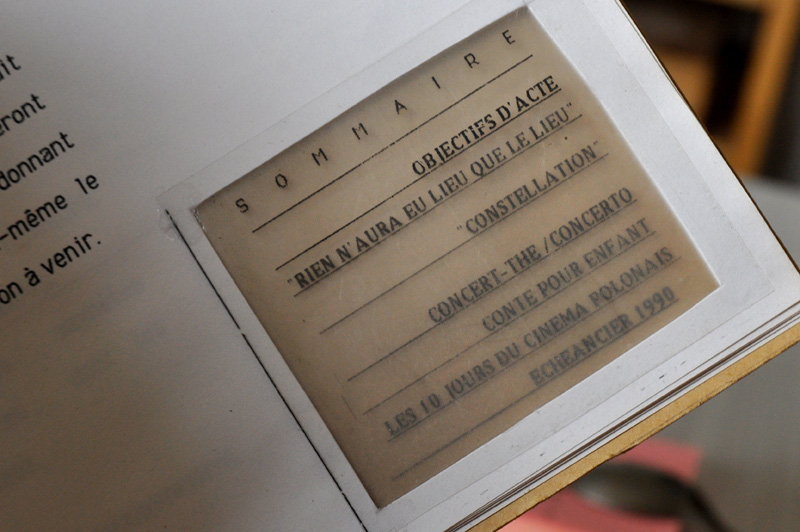 it
eront
donnant
-même le
on à venir.
SOMMAIRE
OBJECTIFS D'ACTE
"RIEN N'AURA EU LIEU QUE LE LIEU"
"CONSTELLATION"
CONCERT-THE /CONCERTO
CONTE POUR ENFANT
LES 10 JOURS DU CINEMA POLONAIS
ECHEANCIER 1990